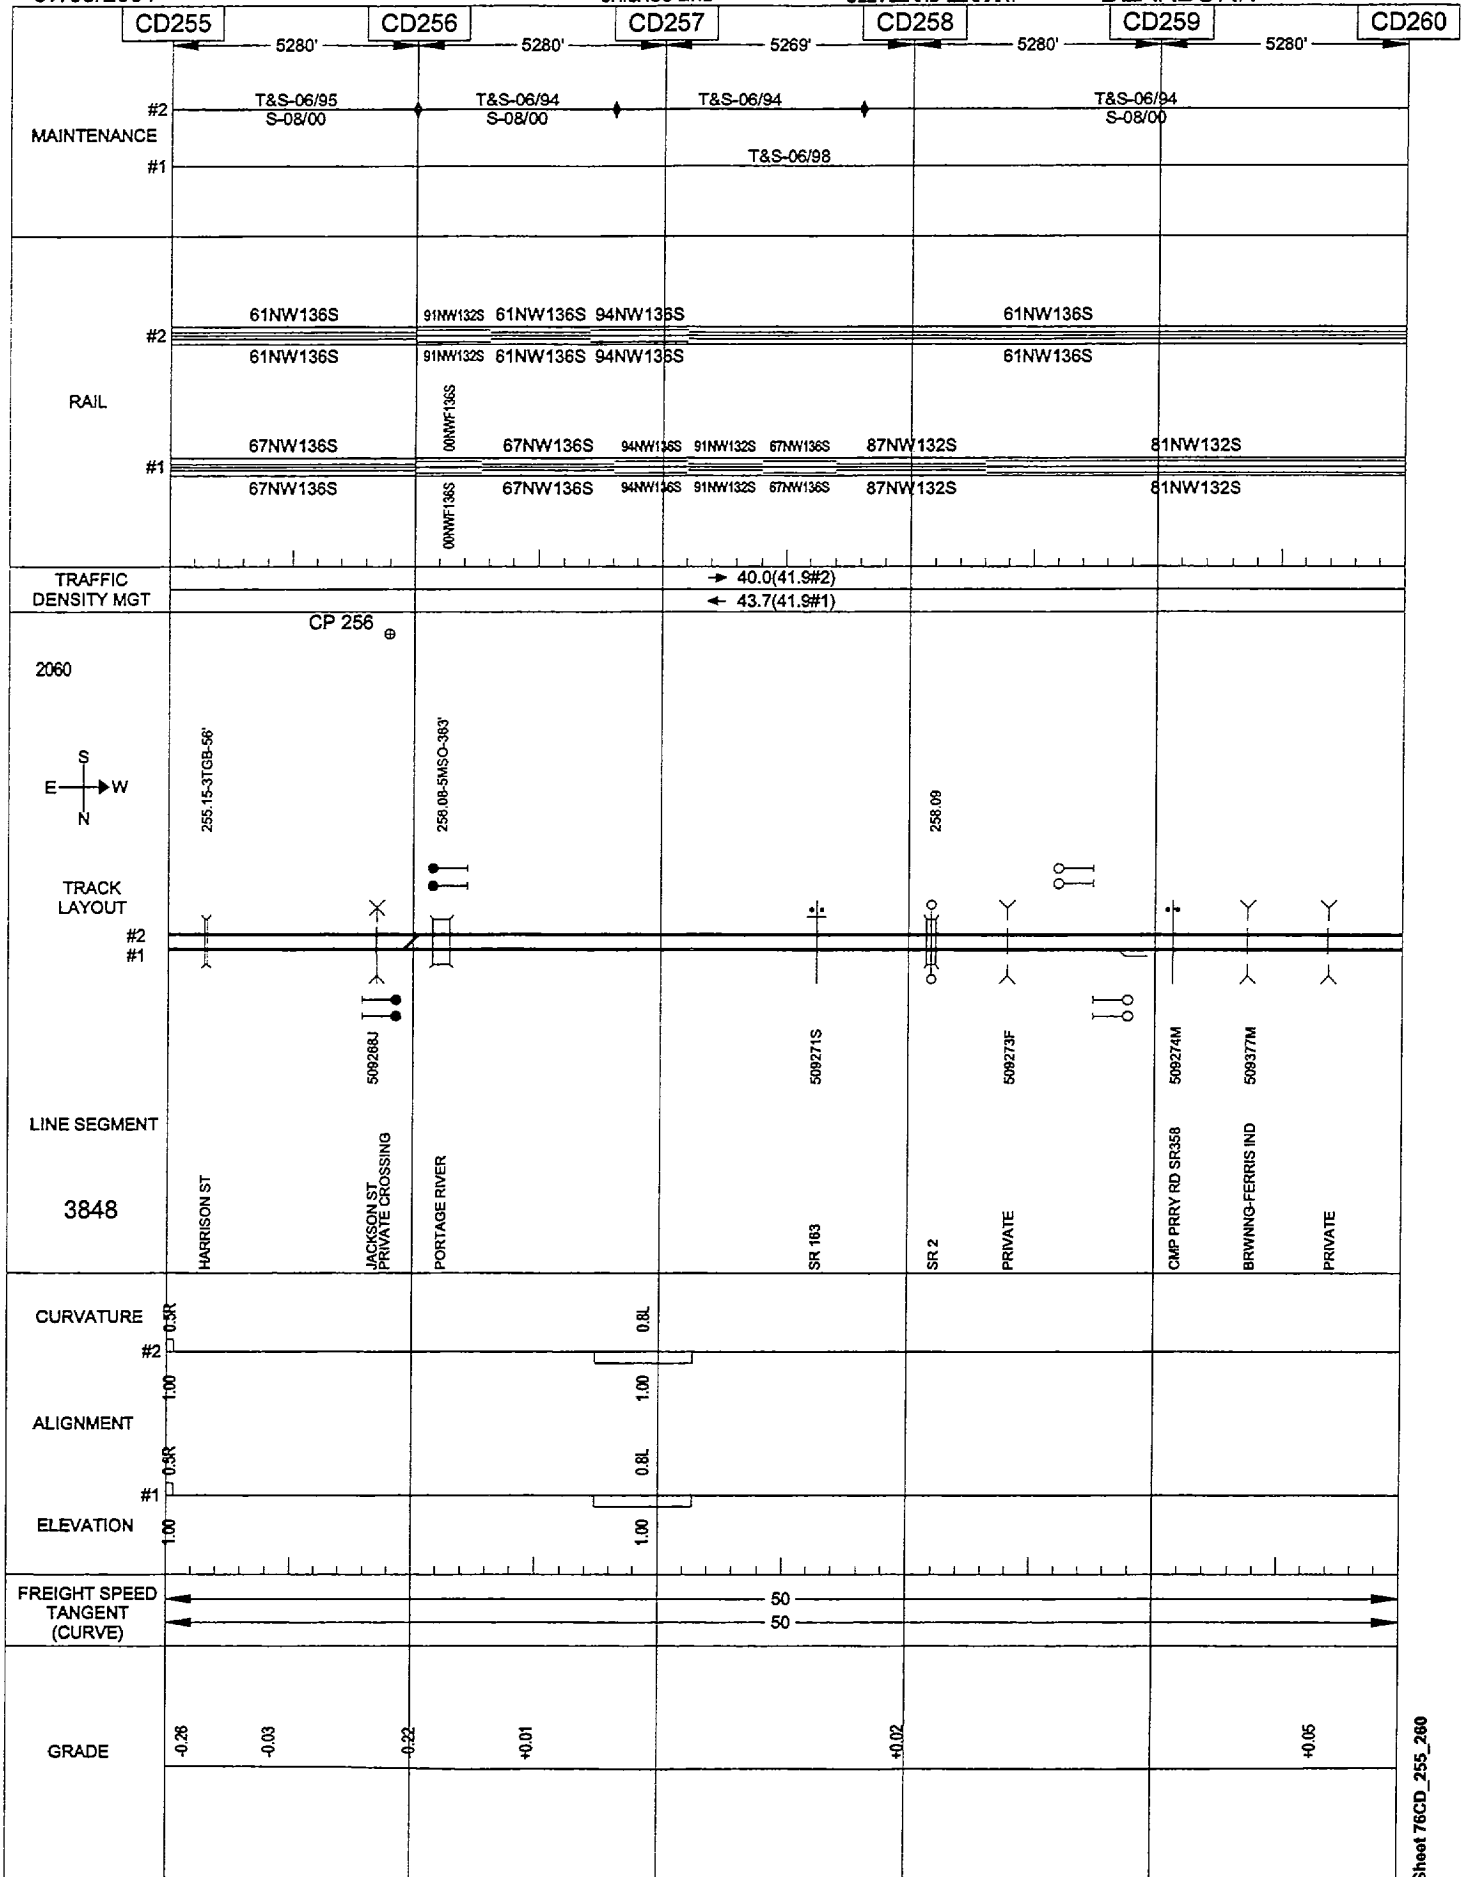 CD255 CD256 CD257 CD258 CD259 CD260
5280' 5280' 5269' 5280' 5280'
MAINTENANCE
#2 T&S-06/95 T&S-06/94 T&S-06/94 T&S-06/94
S-08/00 S-08/00 S-08/00
#1 T&S-06/98
RAIL
61NW136S 91NW132S 61NW136S 94NW136S 61NW136S
#2
61NW136S 91NW132S 61NW136S 94NW136S 61NW136S
00NWF136S
67NW136S 67NW136S 94NW136S 91NW132S 67NW136S 87NW132S 81NW132S
#1
67NW136S 67NW136S 94NW136S 91NW132S 67NW136S 87NW132S 81NW132S
00NWF136S
TRAFFIC
DENSITY MGT
→ 40.0(41.9#2)
← 43.7(41.9#1)
CP 256
2060
S
E W
N
255.15-3TGB-56'
258.09
TRACK
LAYOUT
#2
#1
509268J
509271S
509273F
509274M
509377M
LINE SEGMENT
3848
HARRISON ST
JACKSON ST
PRIVATE CROSSING
PORTAGE RIVER
SR 163
SR 2
PRIVATE
CMP PRRY RD SR358
BRWNNG-FERRIS IND
PRIVATE
CURVATURE
0.5R 0.8L
#2
1.00 1.00
ALIGNMENT
0.5R 0.8L
#1
ELEVATION
1.00 1.00
FREIGHT SPEED
TANGENT
(CURVE)
50
50
GRADE
-0.26 -0.03 -0.22 +0.01 +0.02 +0.05
Sheet 76CD_255_260